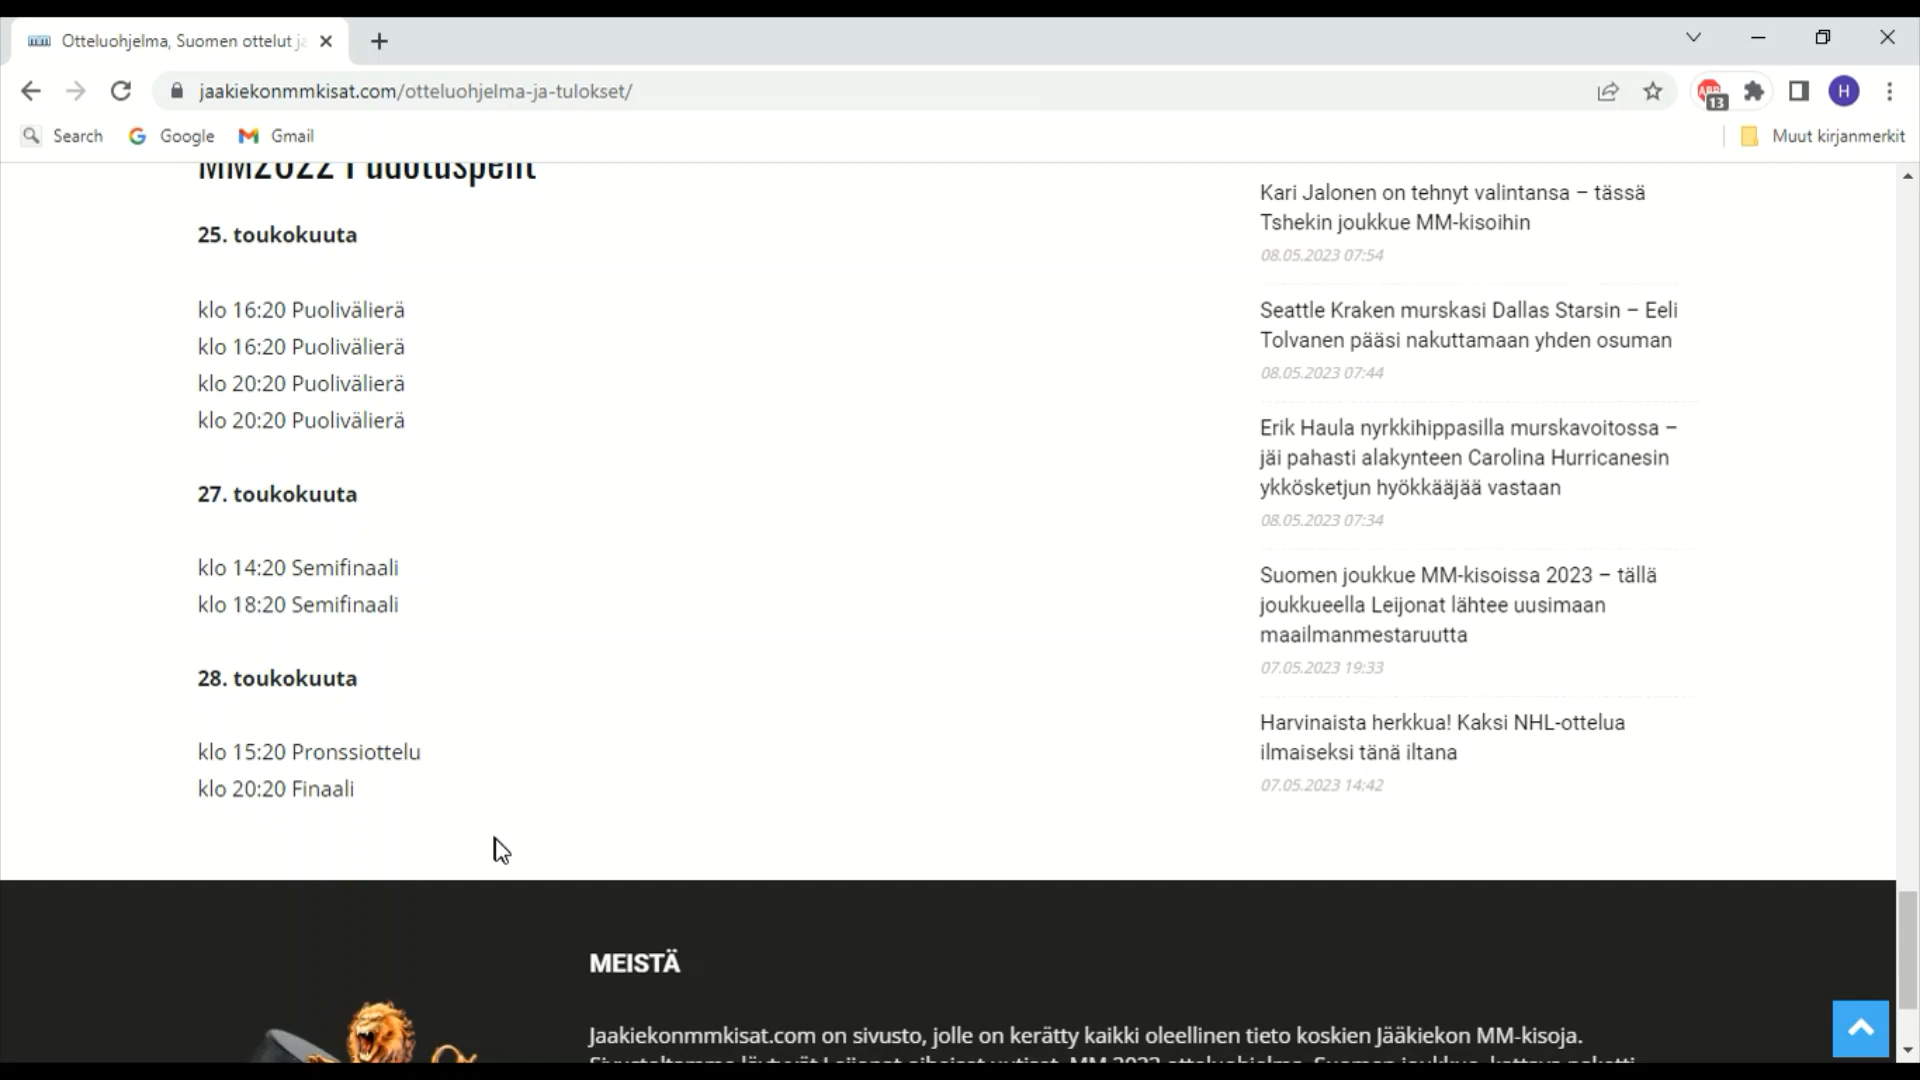 Otteluohjelma, Suomen ottelut ja
jaakiekonmmkisat.com/otteluohjelma-ja-tulokset/
13
H
Search
Google
Gmail
Muut kirjanmerkit
MM2022 Pudotuspelit
25. toukokuuta
klo 16:20 Puolivälierä
klo 16:20 Puolivälierä
klo 20:20 Puolivälierä
klo 20:20 Puolivälierä
27. toukokuuta
klo 14:20 Semifinaali
klo 18:20 Semifinaali
28. toukokuuta
klo 15:20 Pronssiottelu
klo 20:20 Finaali
Kari Jalonen on tehnyt valintansa – tässä
Tshekin joukkue MM-kisoihin
08.05.2023 07:54
Seattle Kraken murskasi Dallas Starsin – Eeli
Tolvanen pääsi nakuttamaan yhden osuman
08.05.2023 07:44
Erik Haula nyrkkihippasilla murskavoitossa –
jäi pahasti alakynteen Carolina Hurricanesin
ykkösketjun hyökkääjää vastaan
08.05.2023 07:34
Suomen joukkue MM-kisoissa 2023 – tällä
joukkueella Leijonat lähtee uusimaan
maailmanmestaruutta
07.05.2023 19:33
Harvinaista herkkua! Kaksi NHL-ottelua
ilmaiseksi tänä iltana
07.05.2023 14:42
MEISTÄ
Jaakiekonmmkisat.com on sivusto, jolle on kerätty kaikki oleellinen tieto koskien Jääkiekon MM-kisoja.